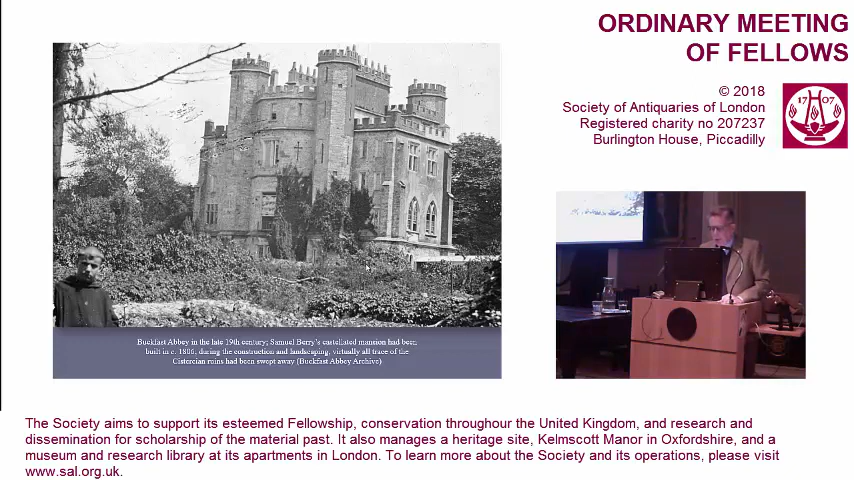 ORDINARY MEETING
OF FELLOWS
© 2018
Society of Antiquaries of London
Registered charity no 207237
Burlington House, Piccadilly
17 07
Buckfast Abbey in the late 19th century; Samuel Berry's castellated mansion had been
built in c. 1806; during the construction and landscaping, virtually all trace of the
Cistercian ruins had been swept away (Buckfast Abbey Archive)
The Society aims to support its esteemed Fellowship, conservation throughour the United Kingdom, and research and
dissemination for scholarship of the material past. It also manages a heritage site, Kelmscott Manor in Oxfordshire, and a
museum and research library at its apartments in London. To learn more about the Society and its operations, please visit
www.sal.org.uk.